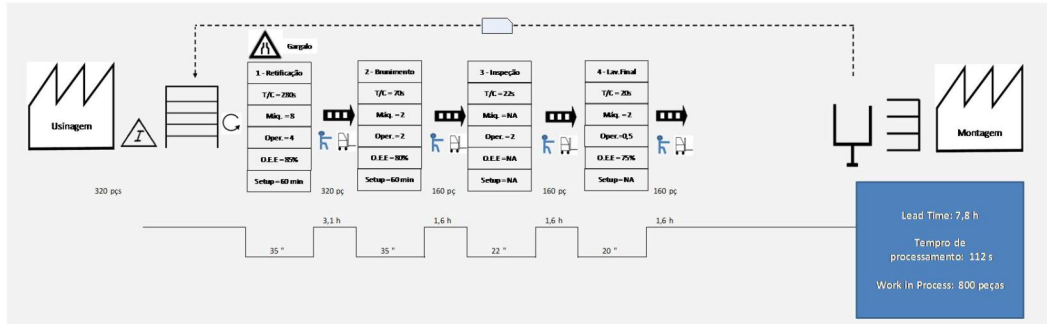 Gargalo
Usinagem
I
1 - Retificação
T/C = 280s
Máq. = 8
Oper. = 4
O.E.E = 85%
Setup = 60 min
2 - Brunimento
T/C = 70s
Máq. = 2
Oper. = 2
O.E.E = 80%
Setup = 60 min
3 - Inspeção
T/C = 22s
Máq. = NA
Oper. = 2
O.E.E = NA
Setup = NA
4 - Lav. Final
T/C = 20s
Máq. = 2
Oper. =0,5
O.E.E = 75%
Setup = NA
Montagem
320 pçs
320 pç
160 pç
160 pç
160 pç
3,1 h
1,6 h
1,6 h
1,6 h
35 "
35 "
22 "
20 "
Lead Time: 7,8 h
Tempro de
processamento: 112 s
Work in Process: 800 peças